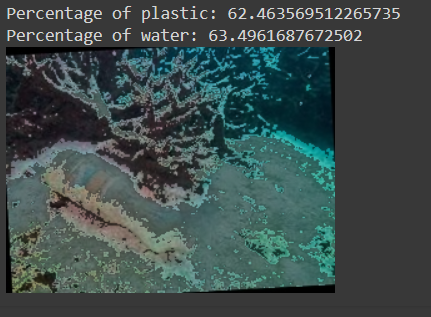 Percentage of plastic: 62.463569512265735
Percentage of water: 63.4961687672502